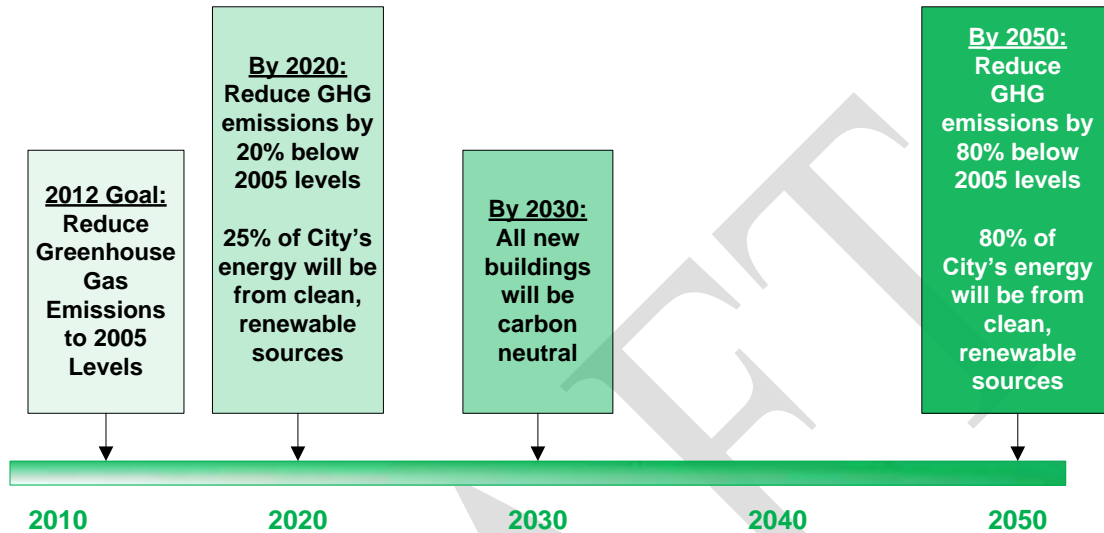 2012 Goal:
Reduce
Greenhouse
Gas
Emissions
to 2005
Levels
By 2020:
Reduce GHG
emissions by
20% below
2005 levels
25% of City's
energy will be
from clean,
renewable
sources
By 2030:
All new
buildings
will be
carbon
neutral
By 2050:
Reduce
GHG
emissions by
80% below
2005 levels
80% of
City's energy
will be from
clean,
renewable
sources
2010 2020 2030 2040 2050